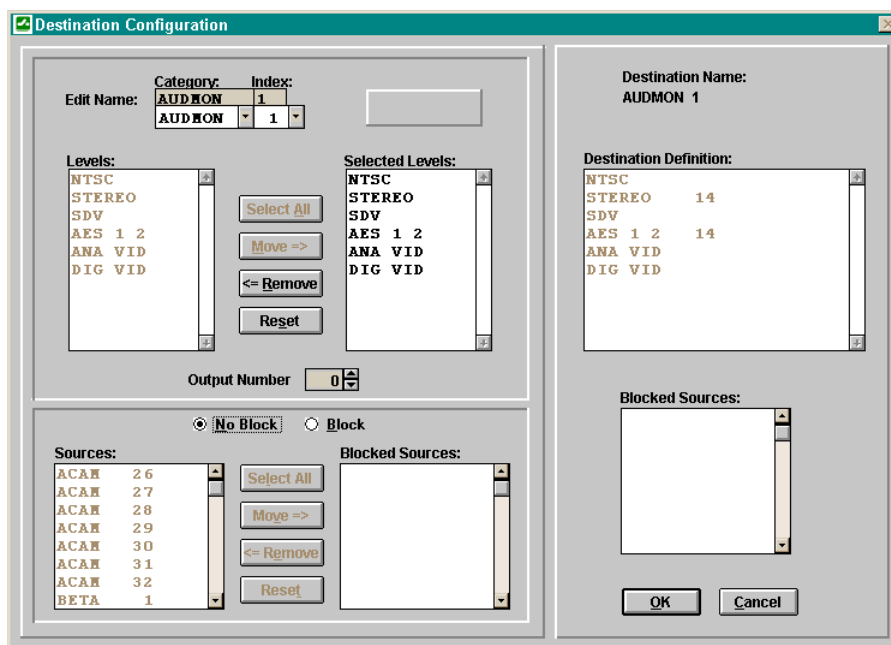 Destination Configuration
Category: Index:
Edit Name: AUDMON 1
AUDMON 1
Levels:
NTSC
STEREO
SDV
AES 1 2
ANA VID
DIG VID
Select All
Move =>
<= Remove
Reset
Selected Levels:
NTSC
STEREO
SDV
AES 1 2
ANA VID
DIG VID
Output Number 0
No Block Block
Sources:
ACAM 26
ACAM 27
ACAM 28
ACAM 29
ACAM 30
ACAM 31
ACAM 32
BETA 1
Select All
Move =>
<= Remove
Reset
Blocked Sources:
Destination Name:
AUDMON 1
Destination Definition:
NTSC
STEREO 14
SDV
AES 1 2 14
ANA VID
DIG VID
Blocked Sources:
OK Cancel